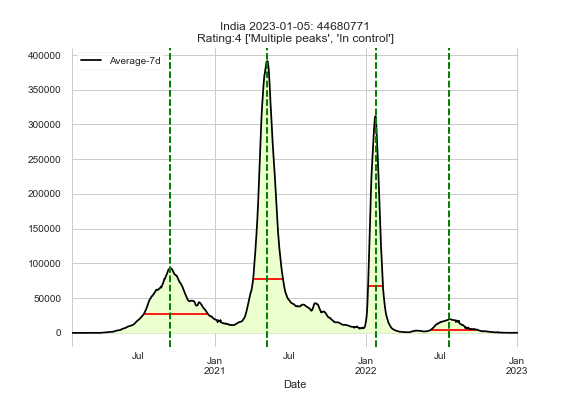 India 2023-01-05: 44680771
Rating:4 ['Multiple peaks', 'In control']
Average-7d
400000
350000
300000
250000
200000
150000
100000
50000
0
Jul
Jan
2021
Jul
Jan
2022
Jul
Jan
2023
Date